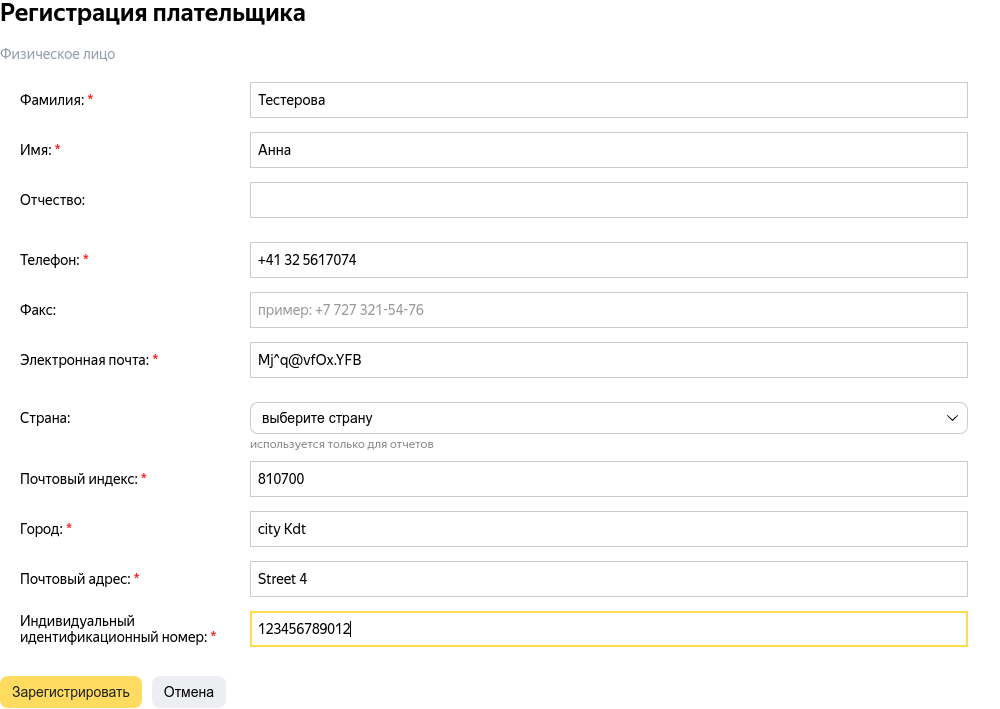 Регистрация плательщика
Физическое лицо
Фамилия: * Тестерова
Имя: * Анна
Отчество:
Телефон: * +41 32 5617074
Факс: пример: +7 727 321-54-76
Электронная почта: * Mj^q@vfOx.YFB
Страна: выберите страну
используется только для отчетов
Почтовый индекс: * 810700
Город: * city Kdt
Почтовый адрес: * Street 4
Индивидуальный
идентификационный номер: * 123456789012
Зарегистрировать Отмена